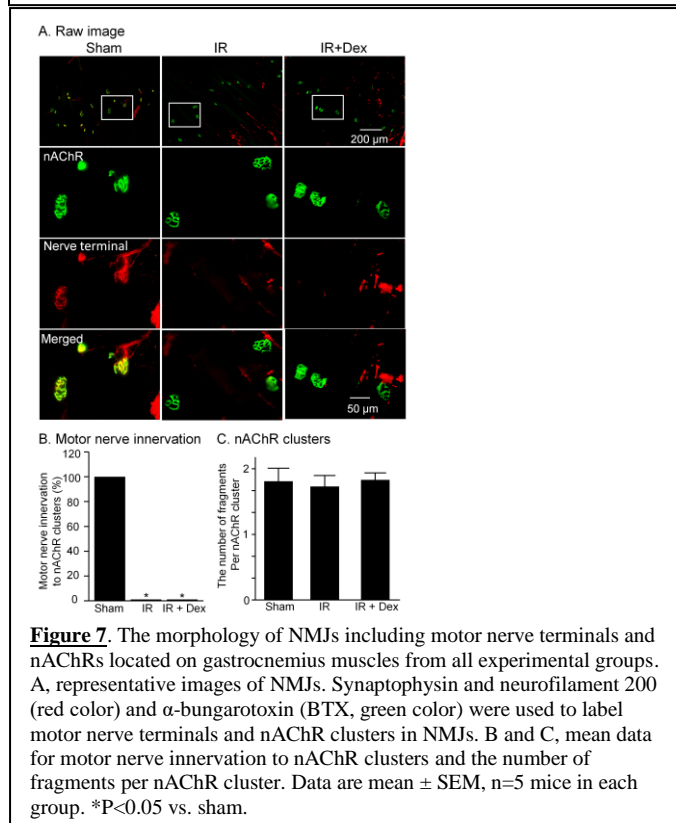 A. Raw image
Sham IR IR+Dex
200 µm
nAChR
Nerve terminal
Merged
50 µm
B. Motor nerve innervation
Motor nerve innervation
to nAChR clusters (%)
120
100
80
60
40
20
0
* *
Sham IR IR + Dex
C. nAChR clusters
The number of fragments
Per nAChR cluster
2
1
0
Sham IR IR + Dex
Figure 7. The morphology of NMJs including motor nerve terminals and
nAChRs located on gastrocnemius muscles from all experimental groups.
A, representative images of NMJs. Synaptophysin and neurofilament 200
(red color) and α-bungarotoxin (BTX, green color) were used to label
motor nerve terminals and nAChR clusters in NMJs. B and C, mean data
for motor nerve innervation to nAChR clusters and the number of
fragments per nAChR cluster. Data are mean ± SEM, n=5 mice in each
group. *P<0.05 vs. sham.